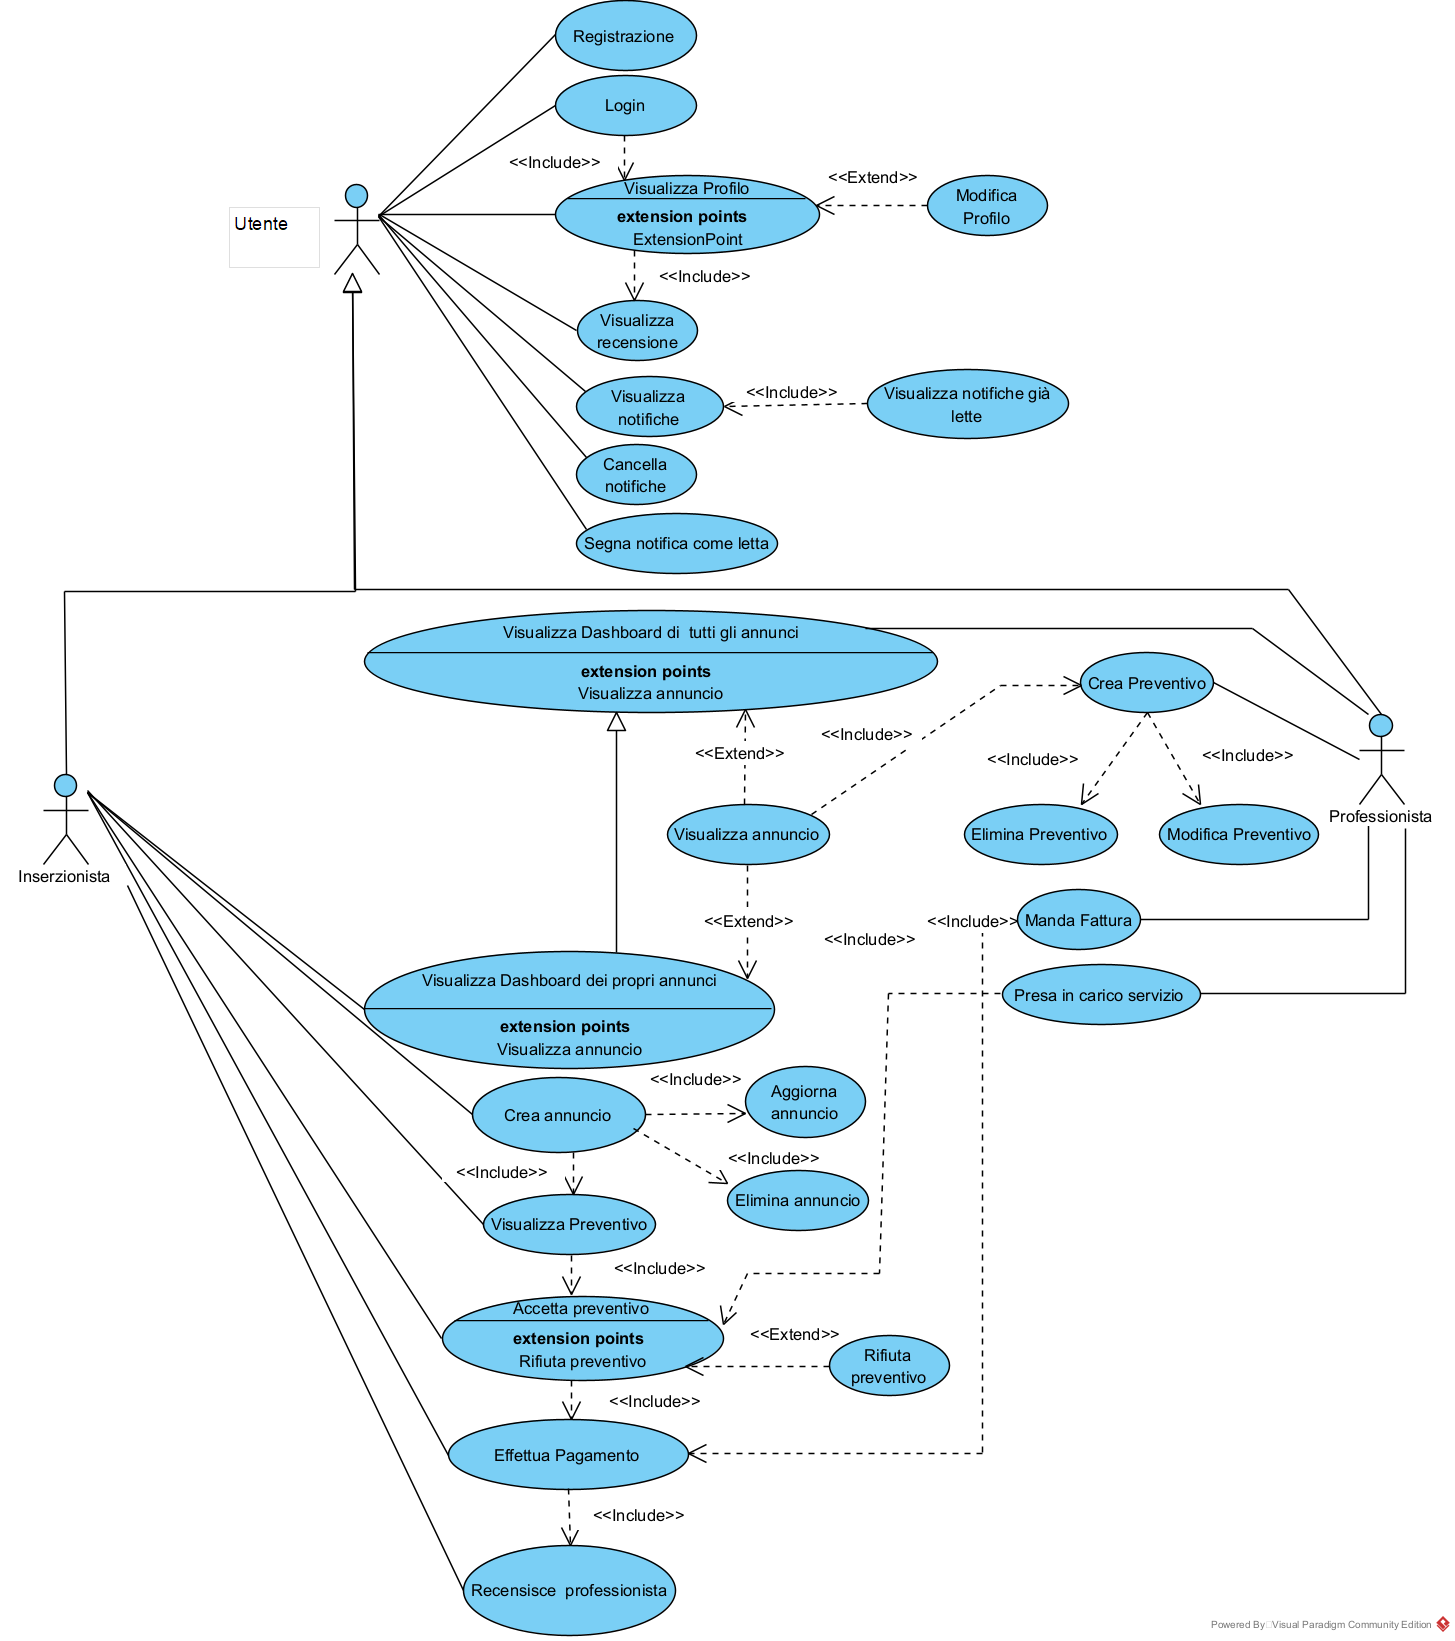 Registrazione
Login
<<Include>>
Visualizza Profilo
extension points
ExtensionPoint
<<Extend>>
Modifica
Profilo
Utente
<<Include>>
Visualizza
recensione
Visualizza
notifiche
<<Include>>
Visualizza notifiche già
lette
Cancella
notifiche
Segna notifica come letta
Visualizza Dashboard di  tutti gli annunci
extension points
Visualizza annuncio
Crea Preventivo
<<Include>>
<<Extend>>
<<Include>>
<<Include>>
Professionista
Visualizza annuncio
Elimina Preventivo
Modifica Preventivo
Inserzionista
<<Extend>>
<<Include>>
<<Include>>
Manda Fattura
Visualizza Dashboard dei propri annunci
extension points
Visualizza annuncio
Presa in carico servizio
<<Include>>
Aggiorna
annuncio
Crea annuncio
<<Include>>
<<Include>>
Elimina annuncio
Visualizza Preventivo
<<Include>>
Accetta preventivo
extension points
Rifiuta preventivo
<<Extend>>
Rifiuta
preventivo
<<Include>>
Effettua Pagamento
<<Include>>
Recensisce  professionista
Powered By Visual Paradigm Community Edition